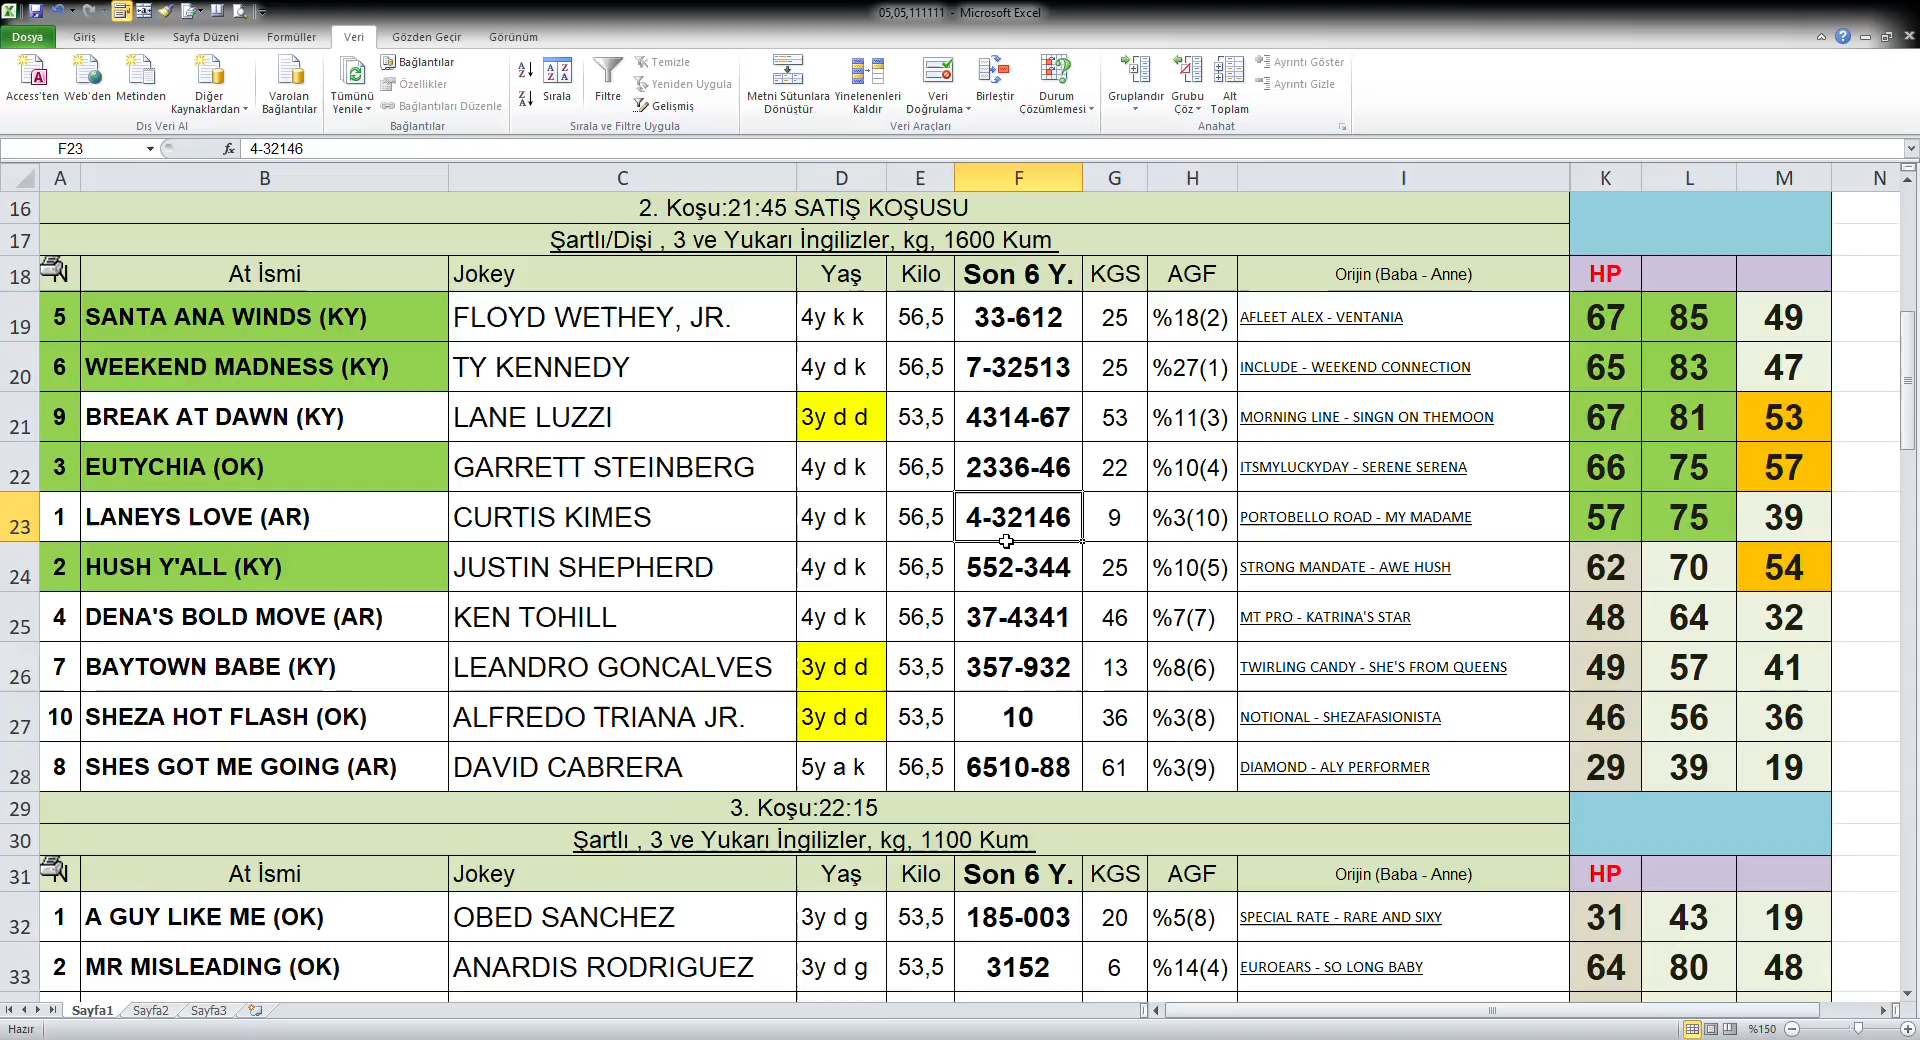 05,05,111111 - Microsoft Excel
Dosya Giriş Ekle Sayfa Düzeni Formüller Veri Gözden Geçir Görünüm
Access'ten Web'den Metinden Diğer Kaynaklardan Varolan Bağlantılar
Dış Veri Al
Tümünü Yenile Bağlantılar Özellikler Bağlantıları Düzenle
Bağlantılar
Sırala Filtre Temizle Yeniden Uygula Gelişmiş
Sırala ve Filtre Uygula
Metni Sütunlara Dönüştür Yinelenenleri Kaldır Veri Doğrulama Birleştir Durum Çözümlemesi
Veri Araçları
Gruplandır Grubu Çöz Alt Toplam Ayrıntı Göster Ayrıntı Gizle
Anahat
F23 fx 4-32146
A B C D E F G H I K L M N
16 2. Koşu:21:45 SATIŞ KOŞUSU
17 Şartlı/Dişi , 3 ve Yukarı İngilizler, kg, 1600 Kum
18 N At İsmi Jokey Yaş Kilo Son 6 Y. KGS AGF Orijin (Baba - Anne) HP
19 5 SANTA ANA WINDS (KY) FLOYD WETHEY, JR. 4y k k 56,5 33-612 25 %18(2) AFLEET ALEX - VENTANIA 67 85 49
20 6 WEEKEND MADNESS (KY) TY KENNEDY 4y d k 56,5 7-32513 25 %27(1) INCLUDE - WEEKEND CONNECTION 65 83 47
21 9 BREAK AT DAWN (KY) LANE LUZZI 3y d d 53,5 4314-67 53 %11(3) MORNING LINE - SINGN ON THEMOON 67 81 53
22 3 EUTYCHIA (OK) GARRETT STEINBERG 4y d k 56,5 2336-46 22 %10(4) ITSMYLUCKYDAY - SERENE SERENA 66 75 57
23 1 LANEYS LOVE (AR) CURTIS KIMES 4y d k 56,5 4-32146 9 %3(10) PORTOBELLO ROAD - MY MADAME 57 75 39
24 2 HUSH Y'ALL (KY) JUSTIN SHEPHERD 4y d k 56,5 552-344 25 %10(5) STRONG MANDATE - AWE HUSH 62 70 54
25 4 DENA'S BOLD MOVE (AR) KEN TOHILL 4y d k 56,5 37-4341 46 %7(7) MT PRO - KATRINA'S STAR 48 64 32
26 7 BAYTOWN BABE (KY) LEANDRO GONCALVES 3y d d 53,5 357-932 13 %8(6) TWIRLING CANDY - SHE'S FROM QUEENS 49 57 41
27 10 SHEZA HOT FLASH (OK) ALFREDO TRIANA JR. 3y d d 53,5 10 36 %3(8) NOTIONAL - SHEZAFASIONISTA 46 56 36
28 8 SHES GOT ME GOING (AR) DAVID CABRERA 5y a k 56,5 6510-88 61 %3(9) DIAMOND - ALY PERFORMER 29 39 19
29 3. Koşu:22:15
30 Şartlı , 3 ve Yukarı İngilizler, kg, 1100 Kum
31 N At İsmi Jokey Yaş Kilo Son 6 Y. KGS AGF Orijin (Baba - Anne) HP
32 1 A GUY LIKE ME (OK) OBED SANCHEZ 3y d g 53,5 185-003 20 %5(8) SPECIAL RATE - RARE AND SIXY 31 43 19
33 2 MR MISLEADING (OK) ANARDIS RODRIGUEZ 3y d g 53,5 3152 6 %14(4) EUROEARS - SO LONG BABY 64 80 48
Sayfa1 Sayfa2 Sayfa3
Hazır %150